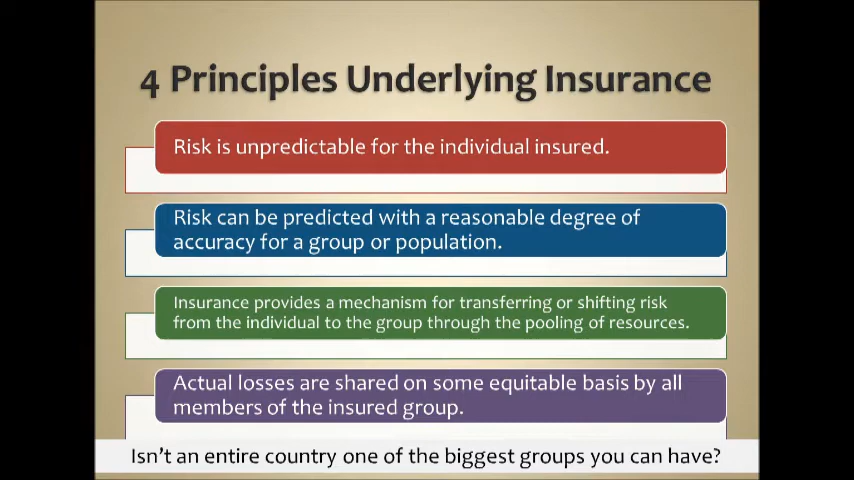 4 Principles Underlying Insurance
Risk is unpredictable for the individual insured.
Risk can be predicted with a reasonable degree of
accuracy for a group or population.
Insurance provides a mechanism for transferring or shifting risk
from the individual to the group through the pooling of resources.
Actual losses are shared on some equitable basis by all
members of the insured group.
Isn't an entire country one of the biggest groups you can have?